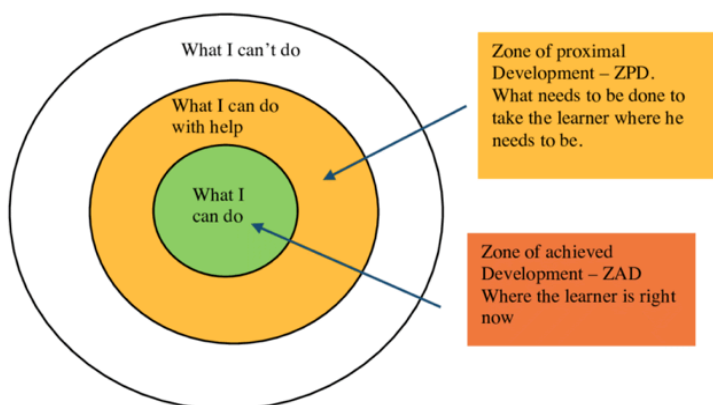 What I can't do
What I can do
with help
What I
can do
Zone of proximal
Development – ZPD.
What needs to be done to
take the learner where he
needs to be.
Zone of achieved
Development – ZAD
Where the learner is right
now